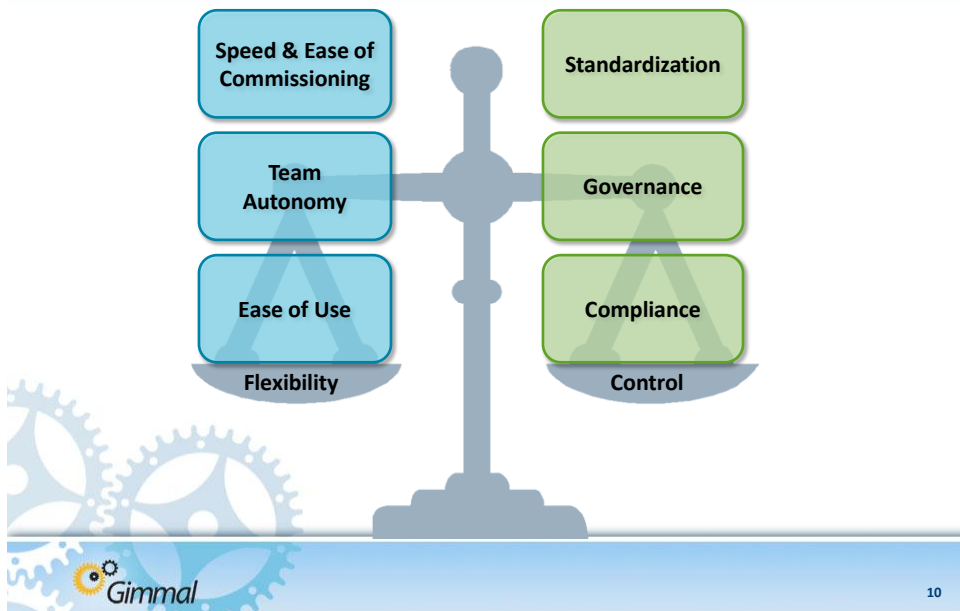 Speed & Ease of
Commissioning
Team
Autonomy
Ease of Use
Flexibility
Standardization
Governance
Compliance
Control
Gimmal
10